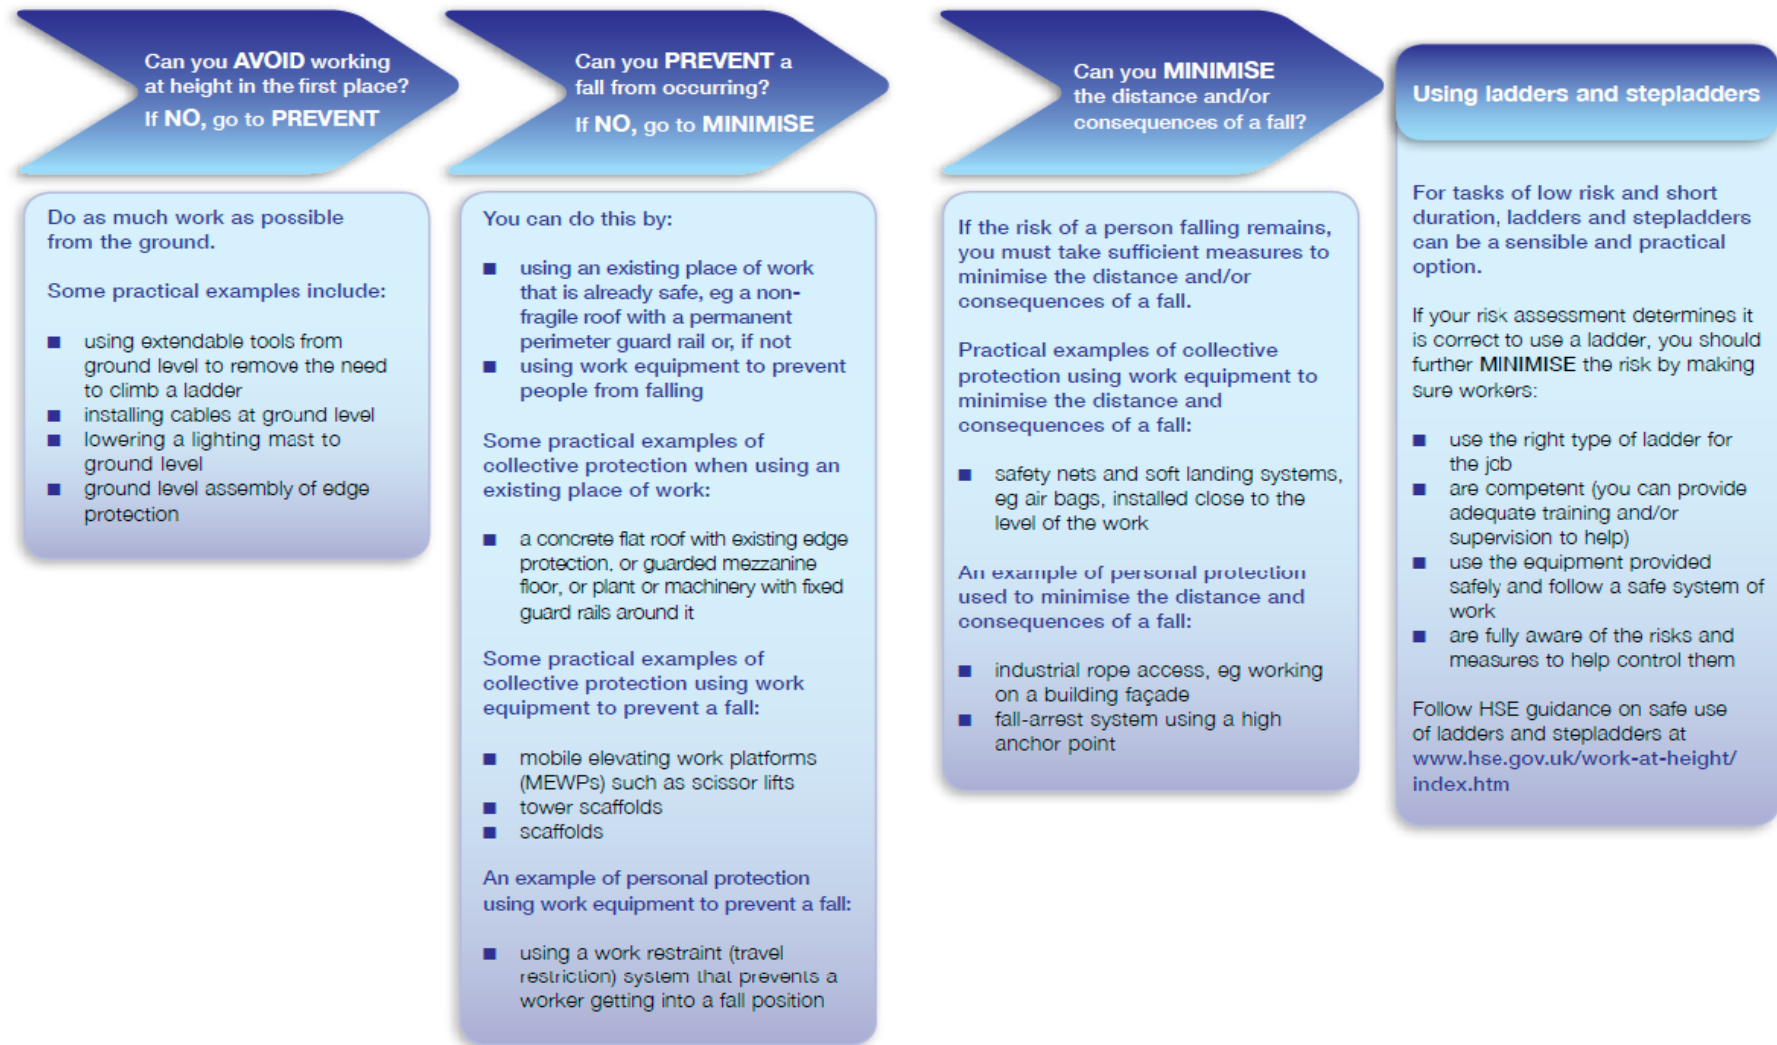 Can you AVOID working
at height in the first place?
If NO, go to PREVENT
Do as much work as possible
from the ground.
Some practical examples include:
■ using extendable tools from
ground level to remove the need
to climb a ladder
■ installing cables at ground level
■ lowering a lighting mast to
ground level
■ ground level assembly of edge
protection
Can you PREVENT a
fall from occurring?
If NO, go to MINIMISE
You can do this by:
■ using an existing place of work
that is already safe, eg a non-
fragile roof with a permanent
perimeter guard rail or, if not
■ using work equipment to prevent
people from falling
Some practical examples of
collective protection when using an
existing place of work:
■ a concrete flat roof with existing edge
protection, or guarded mezzanine
floor, or plant or machinery with fixed
guard rails around it
Some practical examples of
collective protection using work
equipment to prevent a fall:
■ mobile elevating work platforms
(MEWPs) such as scissor lifts
■ tower scaffolds
■ scaffolds
An example of personal protection
using work equipment to prevent a fall:
■ using a work restraint (travel
restriction) system that prevents a
worker getting into a fall position
Can you MINIMISE
the distance and/or
consequences of a fall?
If the risk of a person falling remains,
you must take sufficient measures to
minimise the distance and/or
consequences of a fall.
Practical examples of collective
protection using work equipment to
minimise the distance and
consequences of a fall:
■ safety nets and soft landing systems,
eg air bags, installed close to the
level of the work
An example of personal protection
used to minimise the distance and
consequences of a fall:
■ industrial rope access, eg working
on a building façade
■ fall-arrest system using a high
anchor point
Using ladders and stepladders
For tasks of low risk and short
duration, ladders and stepladders
can be a sensible and practical
option.
If your risk assessment determines it
is correct to use a ladder, you should
further MINIMISE the risk by making
sure workers:
■ use the right type of ladder for
the job
■ are competent (you can provide
adequate training and/or
supervision to help)
■ use the equipment provided
safely and follow a safe system of
work
■ are fully aware of the risks and
measures to help control them
Follow HSE guidance on safe use
of ladders and stepladders at
www.hse.gov.uk/work-at-height/
index.htm